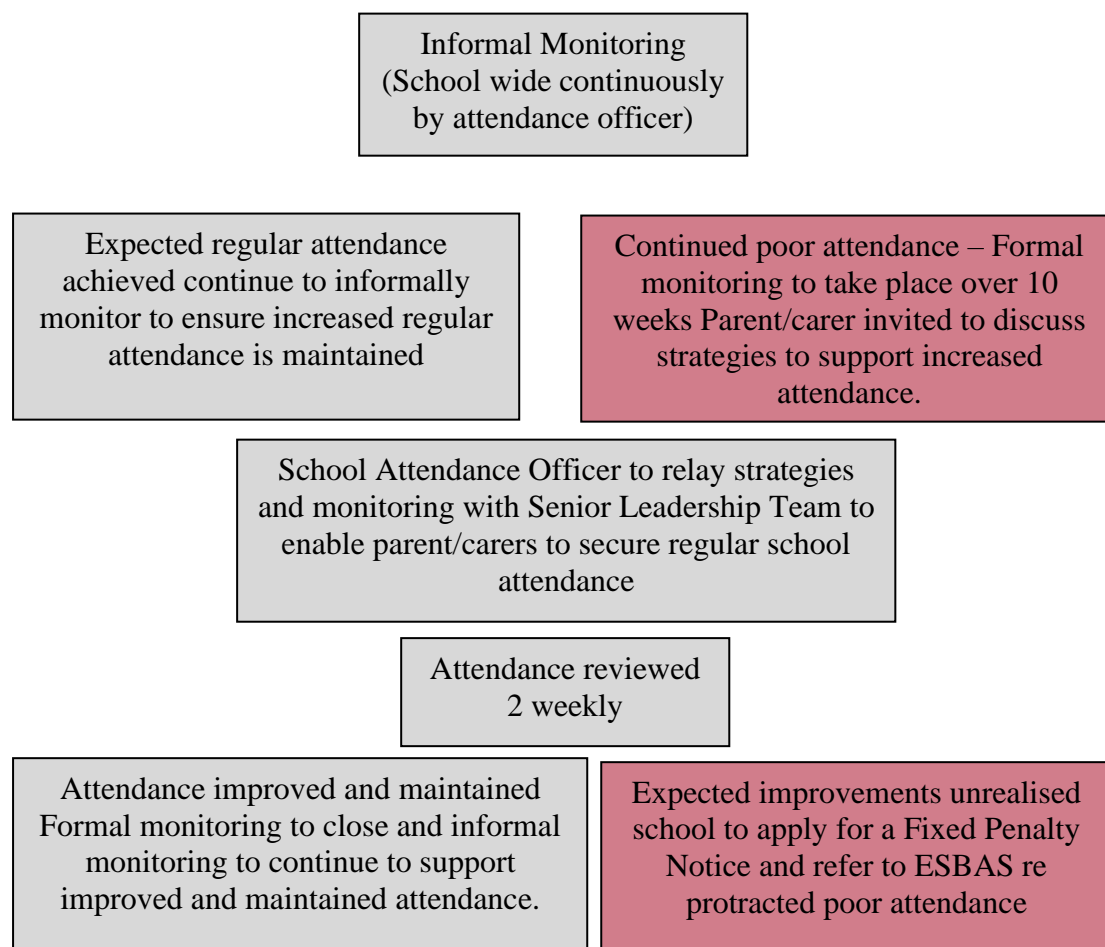 Informal Monitoring
(School wide continuously
by attendance officer)
Expected regular attendance
achieved continue to informally
monitor to ensure increased regular
attendance is maintained
Continued poor attendance – Formal
monitoring to take place over 10
weeks Parent/carer invited to discuss
strategies to support increased
attendance.
School Attendance Officer to relay strategies
and monitoring with Senior Leadership Team to
enable parent/carers to secure regular school
attendance
Attendance reviewed
2 weekly
Attendance improved and maintained
Formal monitoring to close and informal
monitoring to continue to support
improved and maintained attendance.
Expected improvements unrealised
school to apply for a Fixed Penalty
Notice and refer to ESBAS re
protracted poor attendance